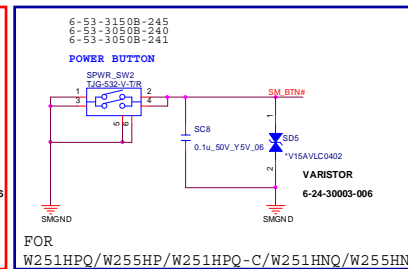 6-53-3150B-245
6-53-3050B-240
6-53-3050B-241
POWER BUTTON
SPWR_SW2
TJG-532-V-T/R
1
3
2
4
5
6
SM_BTN#
SC8
0.1u_50V_Y5V_06
1
SD5
*V15AVLC0402
2
VARISTOR
6-24-30003-006
SMGND
SMGND
FOR
W251HPQ/W255HP/W251HPQ-C/W251HNQ/W255HN